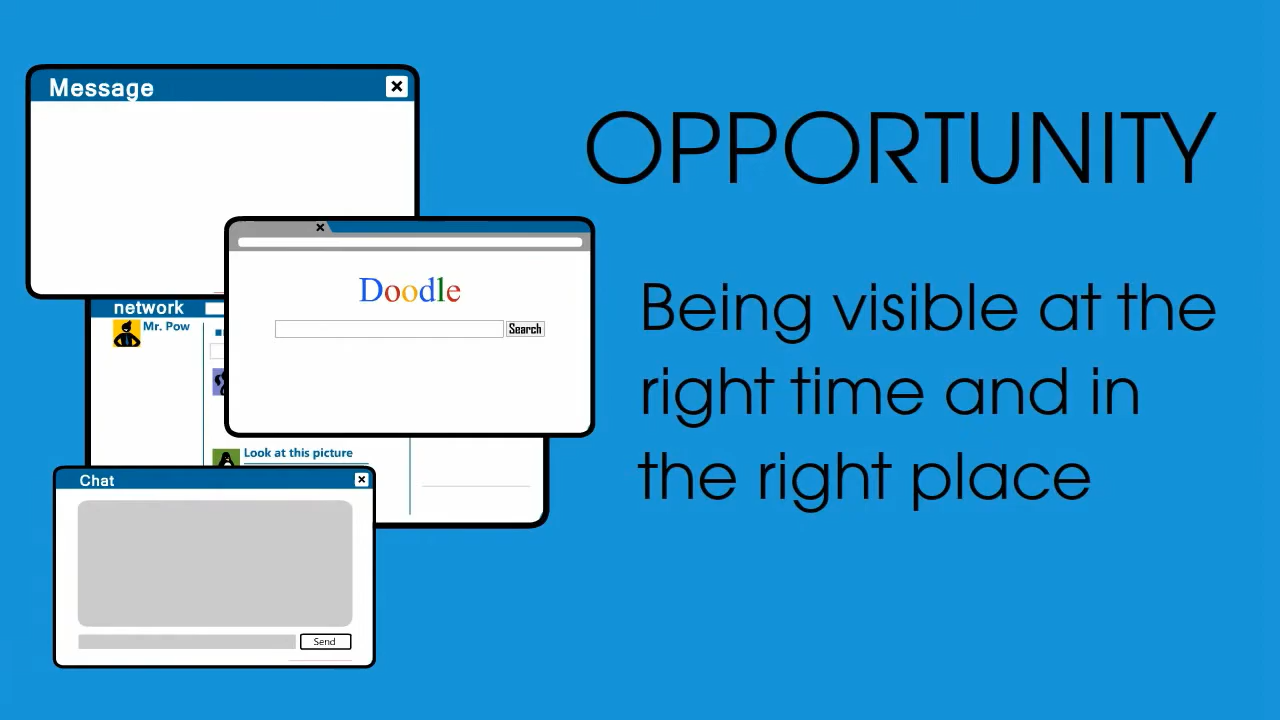 Message
OPPORTUNITY
Doodle
Search
network
Mr. Pow
Being visible at the
right time and in
the right place
Look at this picture
Chat
Send